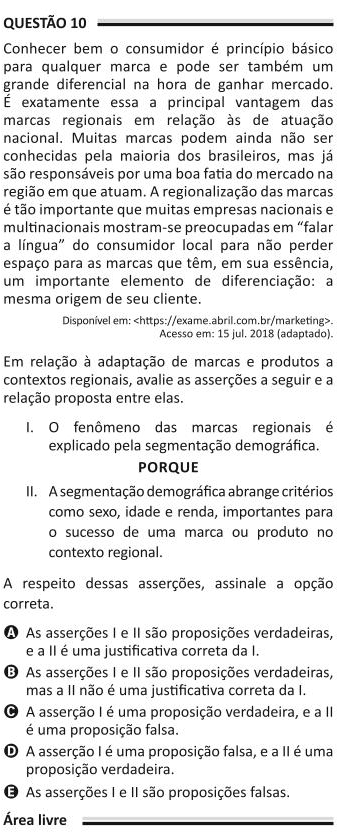 QUESTÃO 10
Conhecer bem o consumidor é princípio básico
para qualquer marca e pode ser também um
grande diferencial na hora de ganhar mercado.
É exatamente essa a principal vantagem das
marcas regionais em relação às de atuação
nacional. Muitas marcas podem ainda não ser
conhecidas pela maioria dos brasileiros, mas já
são responsáveis por uma boa fatia do mercado na
região em que atuam. A regionalização das marcas
é tão importante que muitas empresas nacionais e
multinacionais mostram-se preocupadas em “falar
a língua” do consumidor local para não perder
espaço para as marcas que têm, em sua essência,
um importante elemento de diferenciação: a
mesma origem de seu cliente.
Disponível em: <https://exame.abril.com.br/marketing>.
Acesso em: 15 jul. 2018 (adaptado).
Em relação à adaptação de marcas e produtos a
contextos regionais, avalie as asserções a seguir e a
relação proposta entre elas.
I. O fenômeno das marcas regionais é
explicado pela segmentação demográfica.
PORQUE
II. A segmentação demográfica abrange critérios
como sexo, idade e renda, importantes para
o sucesso de uma marca ou produto no
contexto regional.
A respeito dessas asserções, assinale a opção
correta.
A As asserções I e II são proposições verdadeiras,
e a II é uma justificativa correta da I.
B As asserções I e II são proposições verdadeiras,
mas a II não é uma justificativa correta da I.
C A asserção I é uma proposição verdadeira, e a II
é uma proposição falsa.
D A asserção I é uma proposição falsa, e a II é uma
proposição verdadeira.
E As asserções I e II são proposições falsas.
Área livre